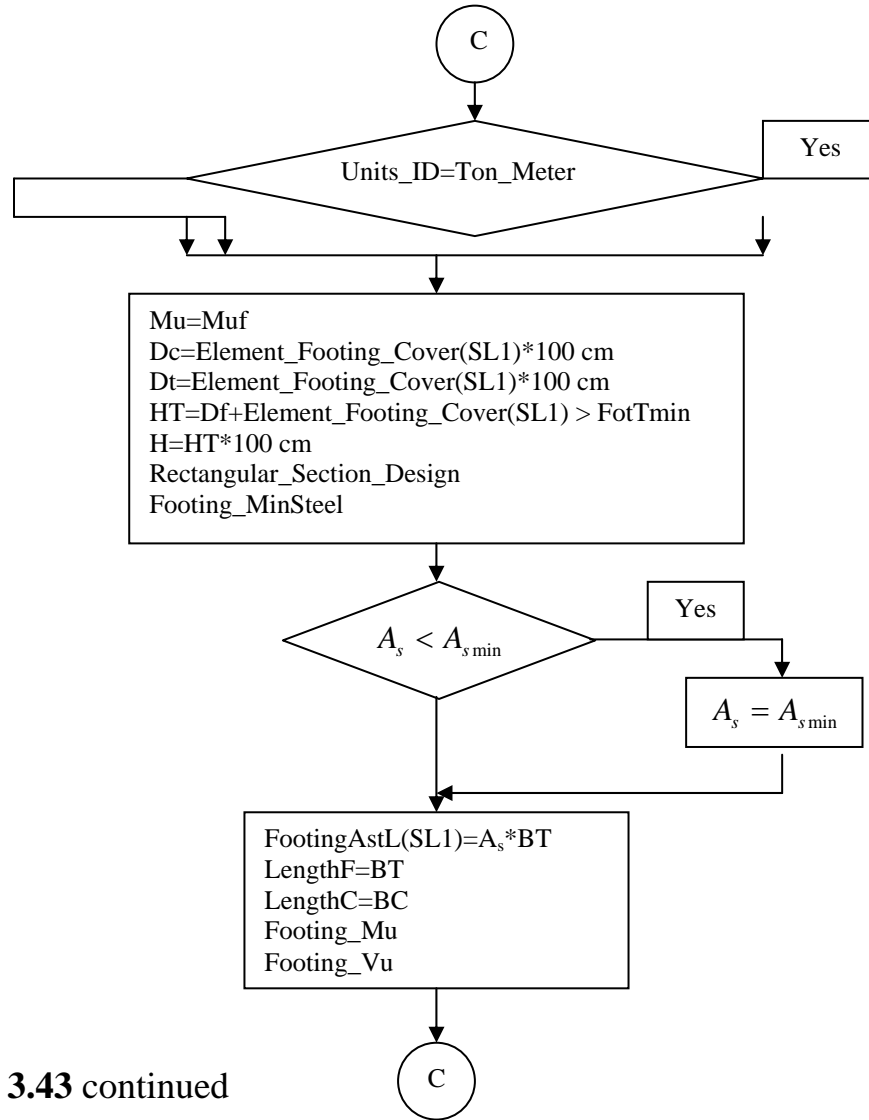 C
Units_ID=Ton_Meter
Yes
Mu=Muf
Dc=Element_Footing_Cover(SL1)*100 cm
Dt=Element_Footing_Cover(SL1)*100 cm
HT=Df+Element_Footing_Cover(SL1) > FotTmin
H=HT*100 cm
Rectangular_Section_Design
Footing_MinSteel
Yes
A_s < A_s min
A_s = A_s min
FootingAstL(SL1)=A_s*BT
LengthF=BT
LengthC=BC
Footing_Mu
Footing_Vu
C
3.43 continued